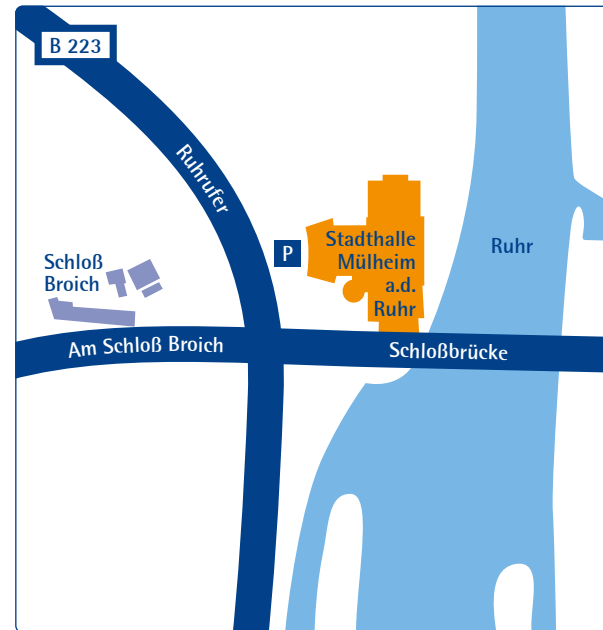 B 223
Ruhrufer
Schloß
Broich
P
Stadthalle
Mülheim
a.d.
Ruhr
Ruhr
Am Schloß Broich
Schloßbrücke